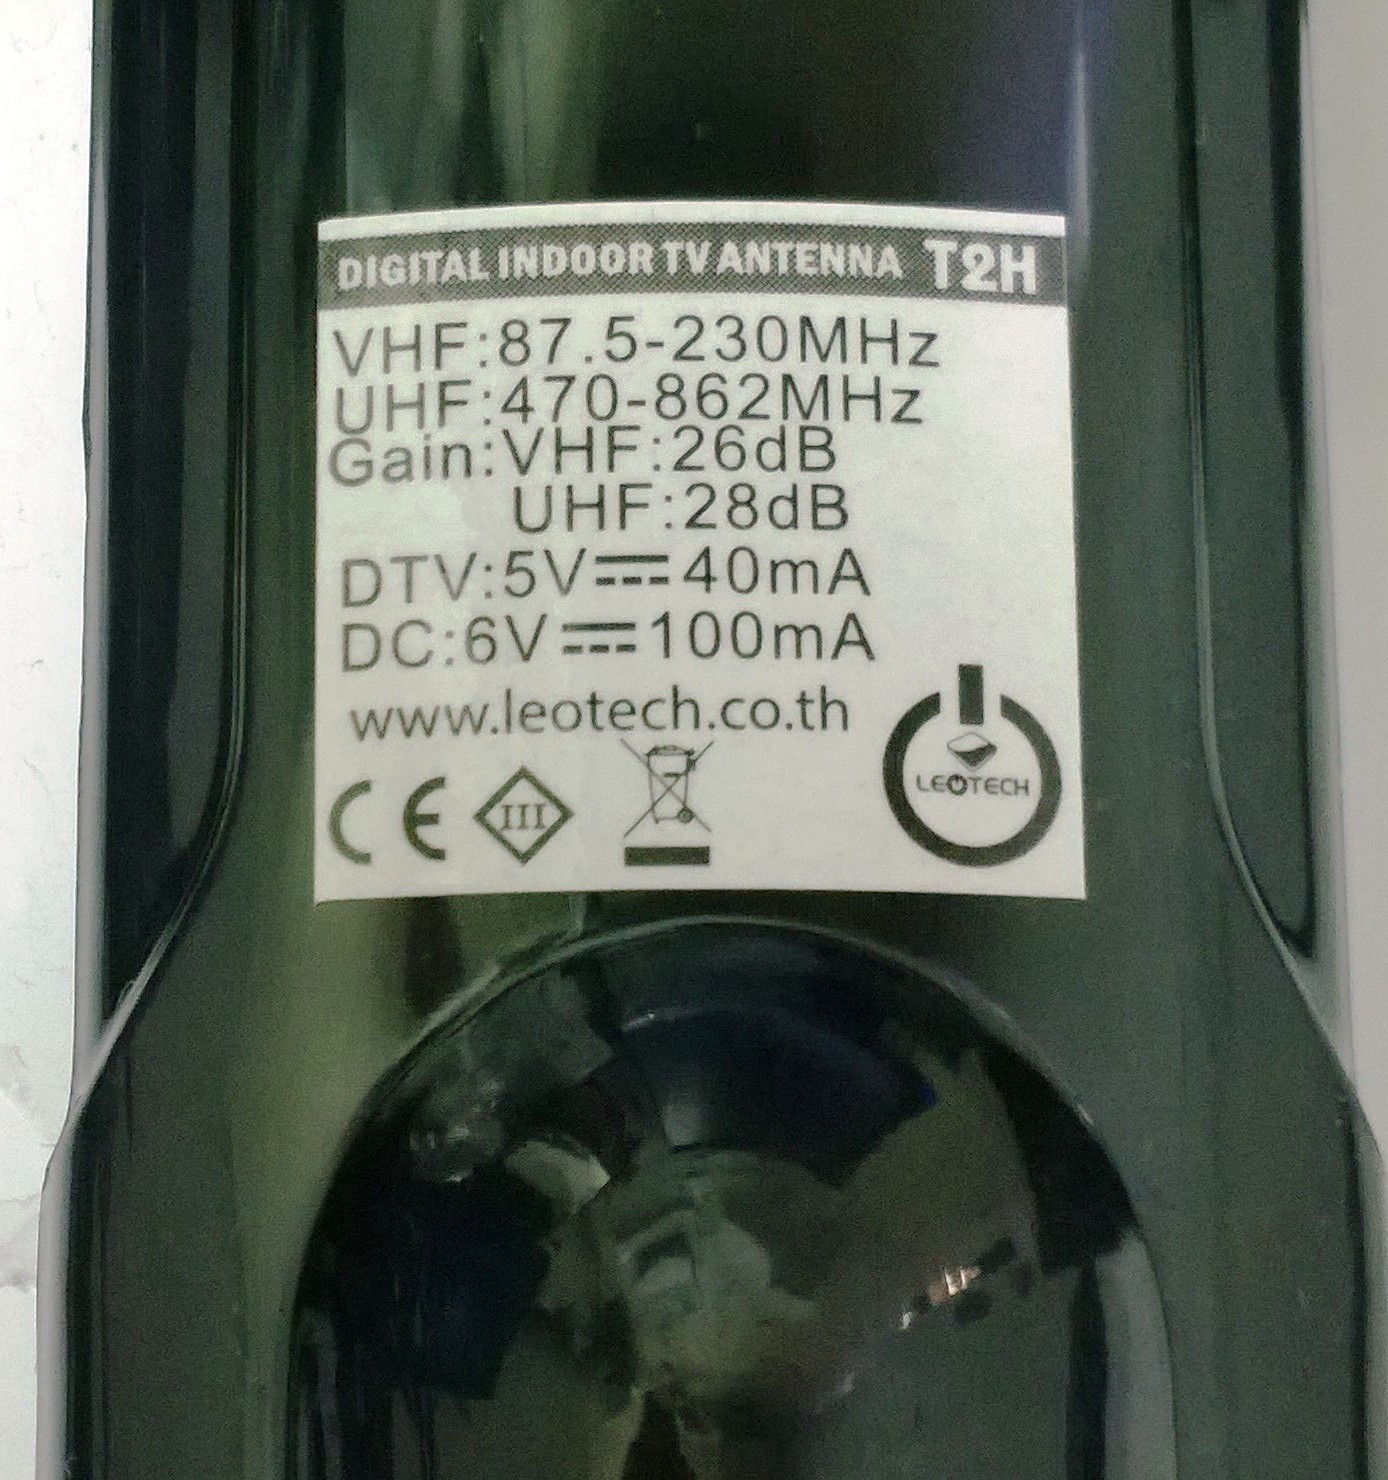 DIGITAL INDOOR TV ANTENNA T2H
VHF:87.5-230MHz
UHF:470-862MHz
Gain:VHF:26dB
UHF:28dB
DTV:5V⎓40mA
DC:6V⎓100mA
www.leotech.co.th
CE III
LEOTECH